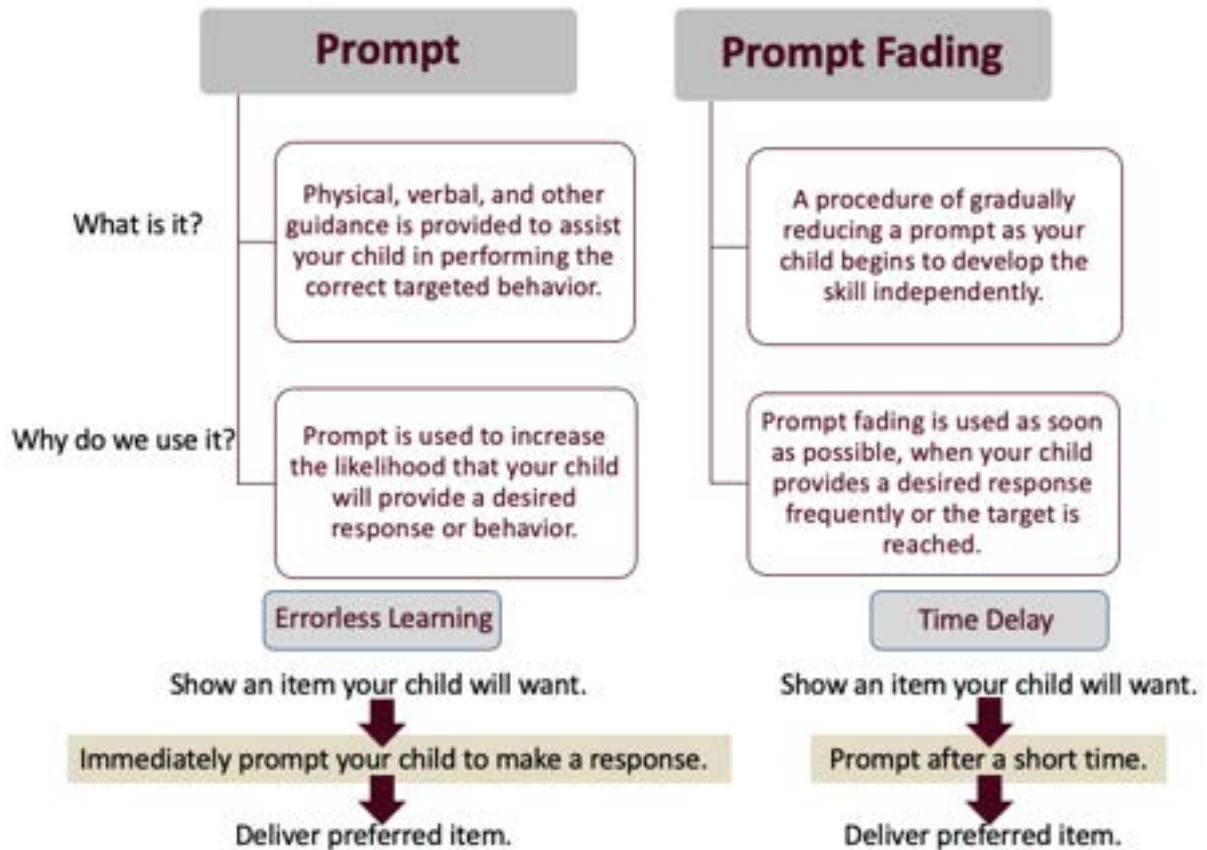 Prompt
Prompt Fading
What is it?
Physical, verbal, and other
guidance is provided to assist
your child in performing the
correct targeted behavior.
A procedure of gradually
reducing a prompt as your
child begins to develop the
skill independently.
Why do we use it?
Prompt is used to increase
the likelihood that your child
will provide a desired
response or behavior.
Prompt fading is used as soon
as possible, when your child
provides a desired response
frequently or the target is
reached.
Errorless Learning
Show an item your child will want.
Immediately prompt your child to make a response.
Deliver preferred item.
Time Delay
Show an item your child will want.
Prompt after a short time.
Deliver preferred item.